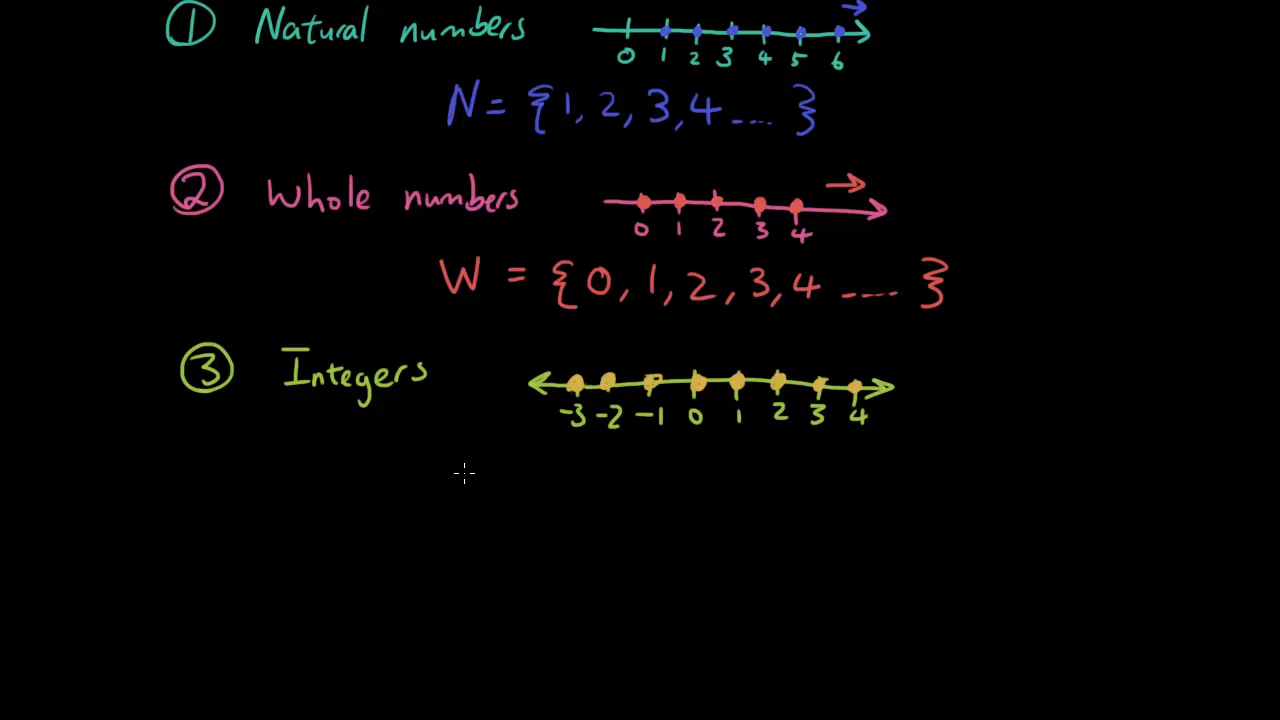 1 Natural numbers
0 1 2 3 4 5 6
N = {1, 2, 3, 4 .... }
2 Whole numbers
0 1 2 3 4
W = {0, 1, 2, 3, 4 ..... }
3 Integers
-3 -2 -1 0 1 2 3 4